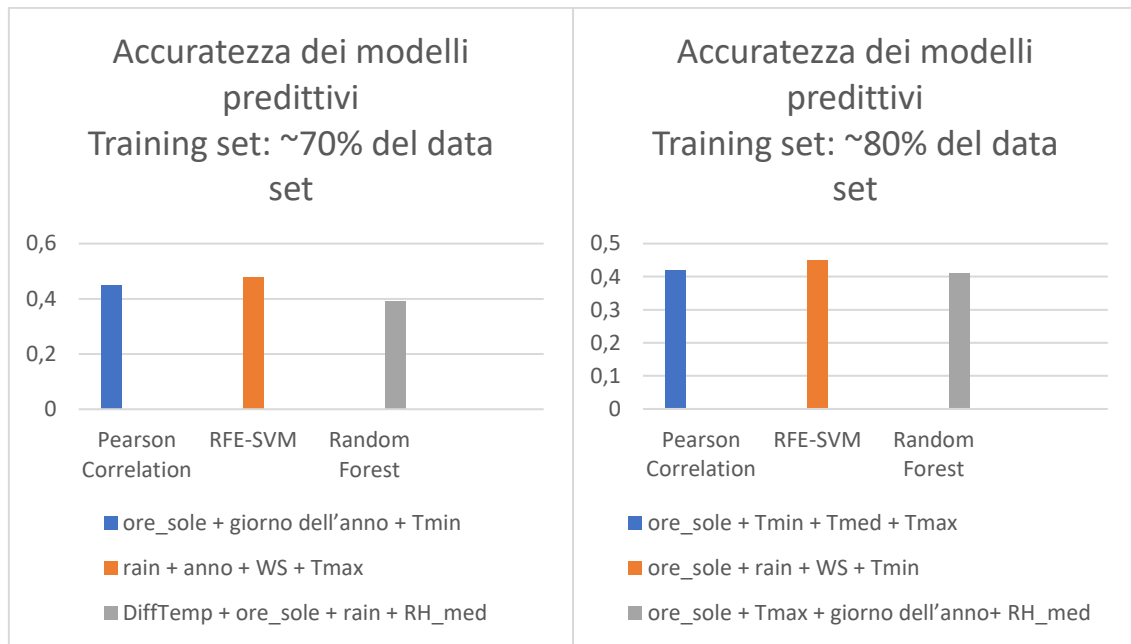 Accuratezza dei modelli
predittivi
Training set: ~70% del data
set
0,6
0,4
0,2
0
Pearson
Correlation
RFE-SVM
Random
Forest
ore_sole + giorno dell’anno + Tmin
rain + anno + WS + Tmax
DiffTemp + ore_sole + rain + RH_med
Accuratezza dei modelli
predittivi
Training set: ~80% del data
set
0,5
0,4
0,3
0,2
0,1
0
Pearson
Correlation
RFE-SVM
Random
Forest
ore_sole + Tmin + Tmed + Tmax
ore_sole + rain + WS + Tmin
ore_sole + Tmax + giorno dell’anno+ RH_med